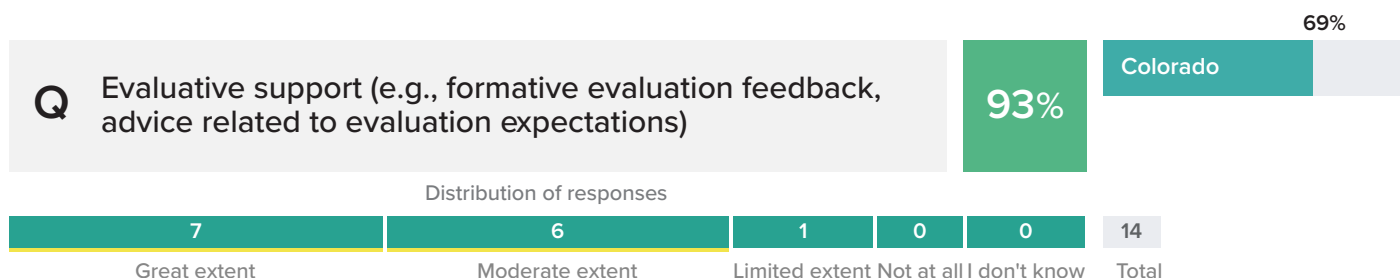 69%
Q Evaluative support (e.g., formative evaluation feedback,
advice related to evaluation expectations)
93%
Colorado
Distribution of responses
7 6 1 0 0 14
Great extent Moderate extent Limited extent Not at all I don't know Total